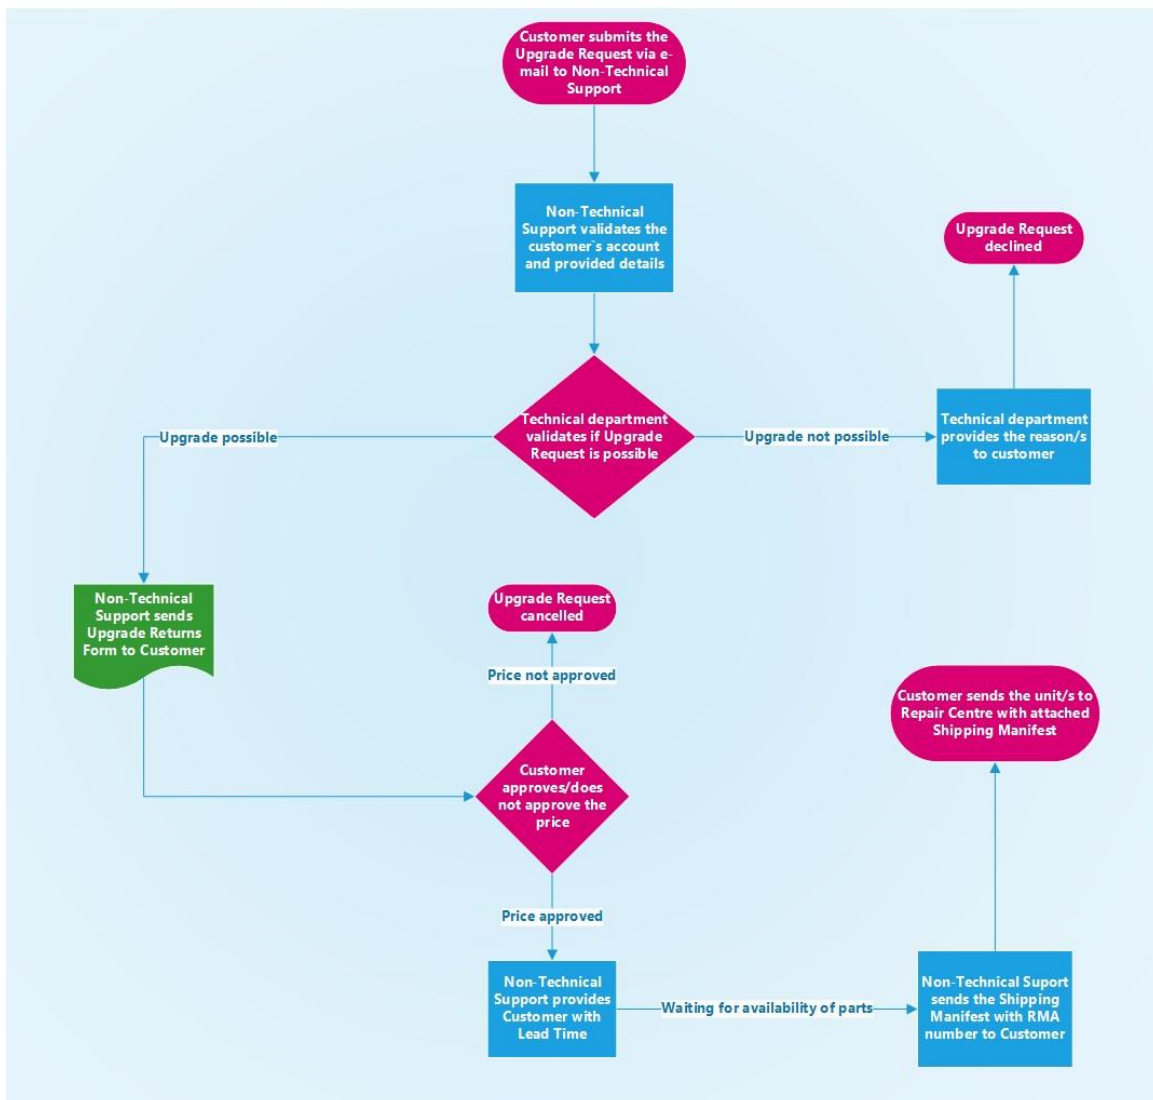 Customer submits the
Upgrade Request via e-
mail to Non-Technical
Support
Non-Technical
Support validates the
customer`s account
and provided details
Upgrade Request
declined
Technical department
validates if Upgrade
Request is possible
Upgrade possible
Upgrade not possible
Technical department
provides the reason/s
to customer
Non-Technical
Support sends
Upgrade Returns
Form to Customer
Upgrade Request
cancelled
Price not approved
Customer
approves/does
not approve the
price
Price approved
Non-Technical
Support provides
Customer with
Lead Time
Waiting for availability of parts
Non-Technical Suport
sends the Shipping
Manifest with RMA
number to Customer
Customer sends the unit/s to
Repair Centre with attached
Shipping Manifest